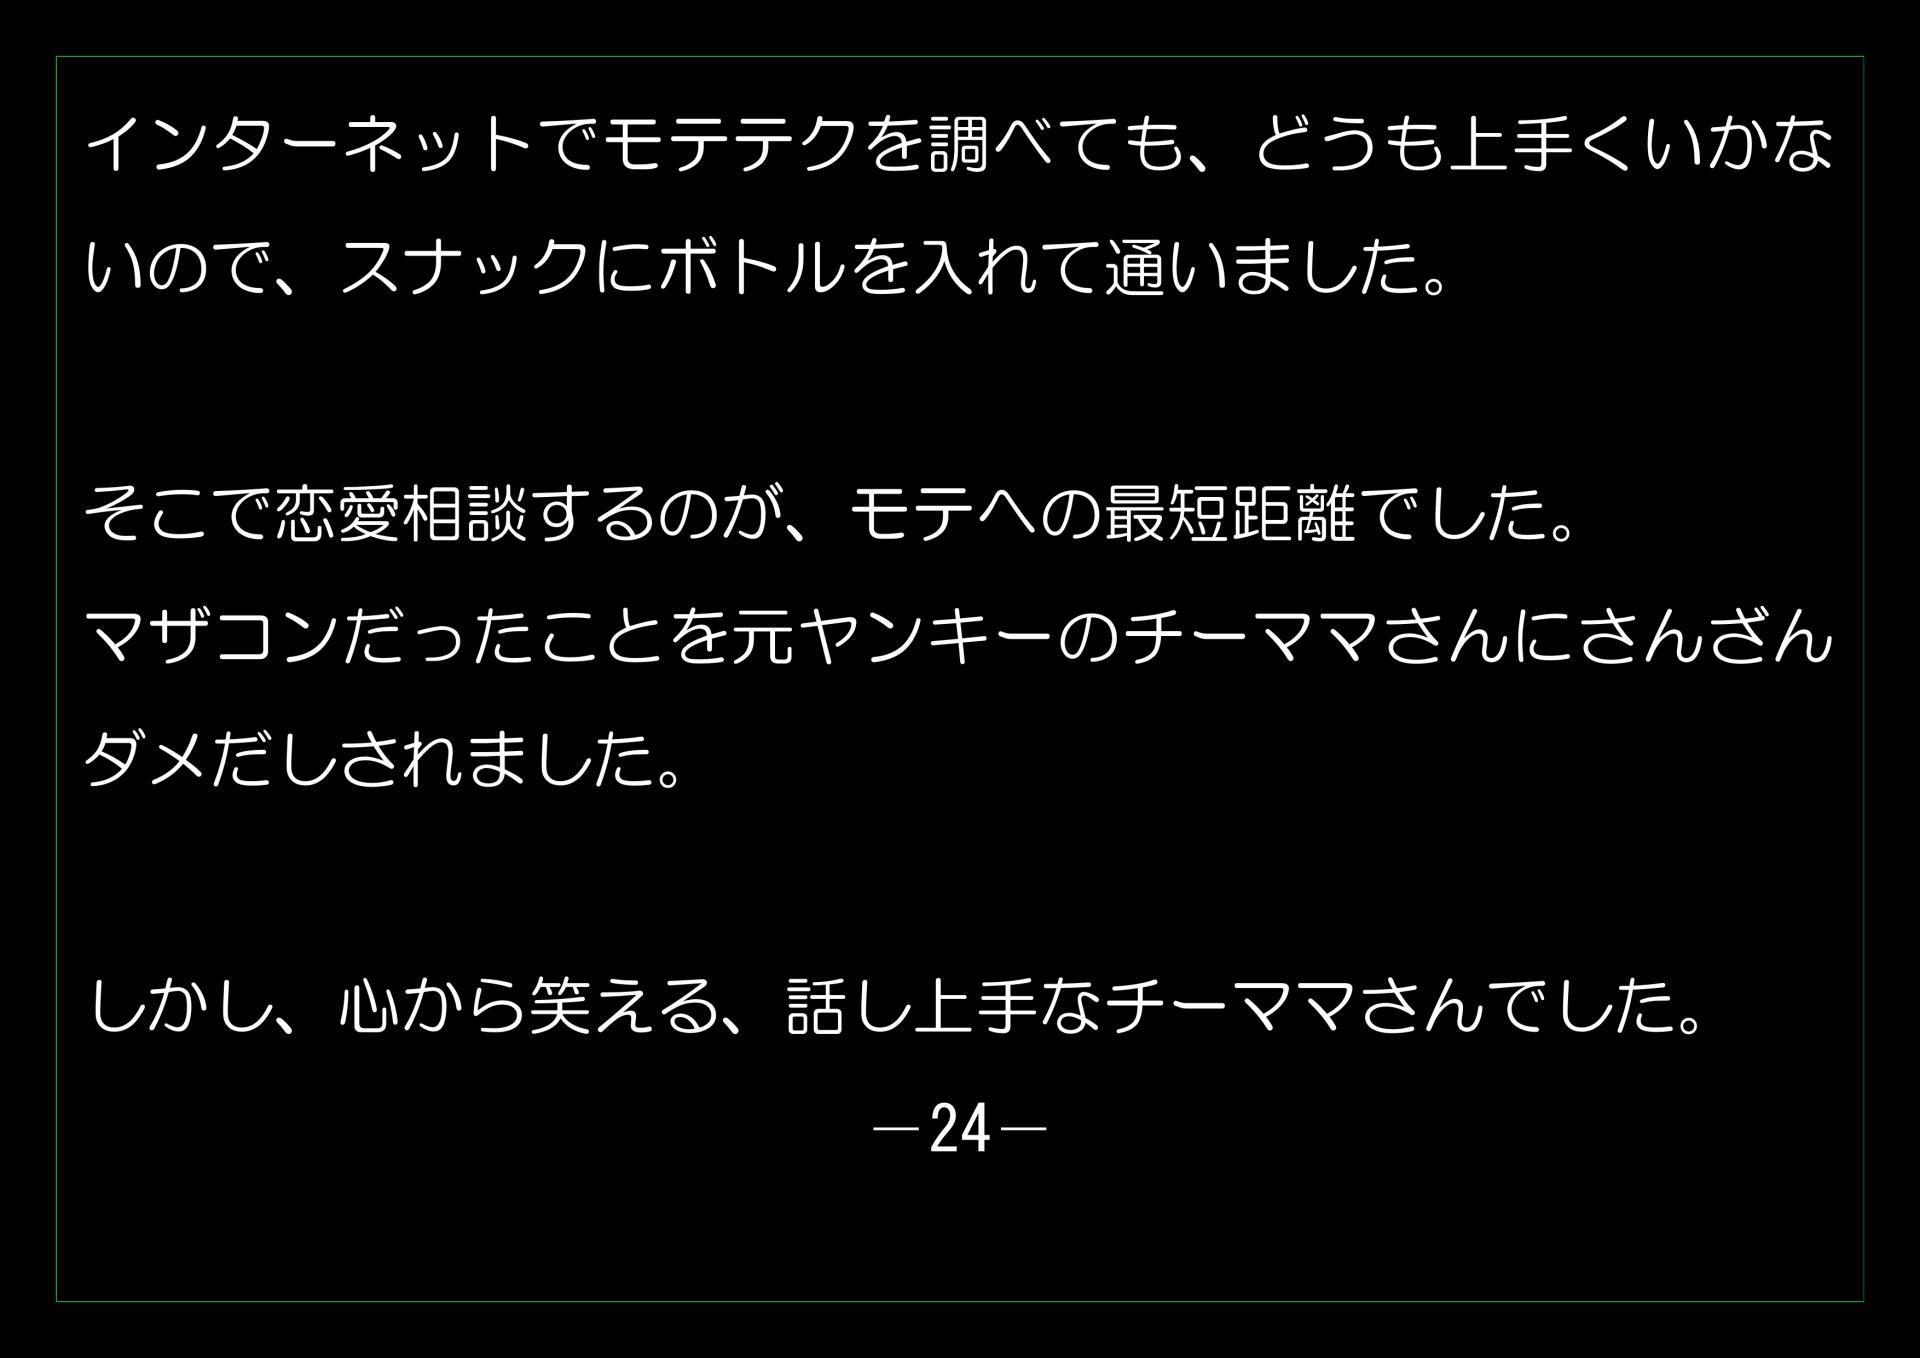 インターネットでモテテクを調べても、どうも上手くいかな
いので、スナックにボトルを入れて通いました。
そこで恋愛相談するのが、モテへの最短距離でした。
マザコンだったことを元ヤンキーのチーママさんにさんざん
ダメだしされました。
しかし、心から笑える、話し上手なチーママさんでした。
―24―